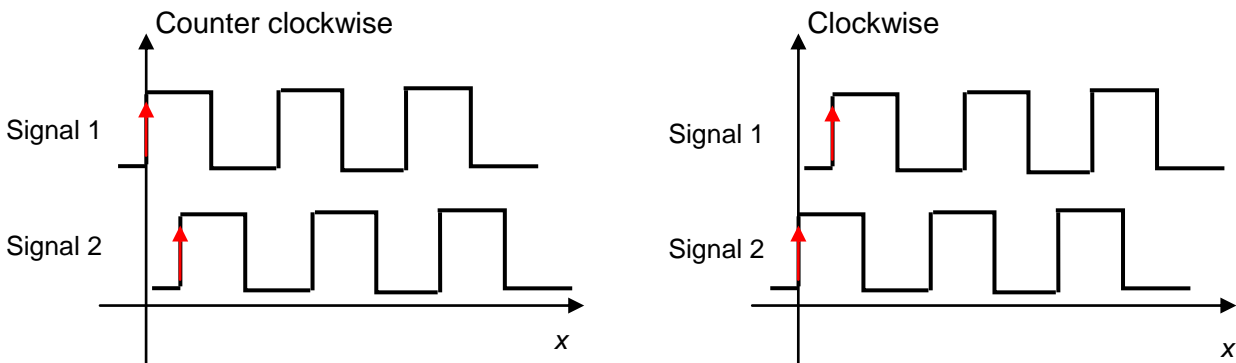 Counter clockwise
Signal 1
Signal 2
x
Clockwise
Signal 1
Signal 2
x